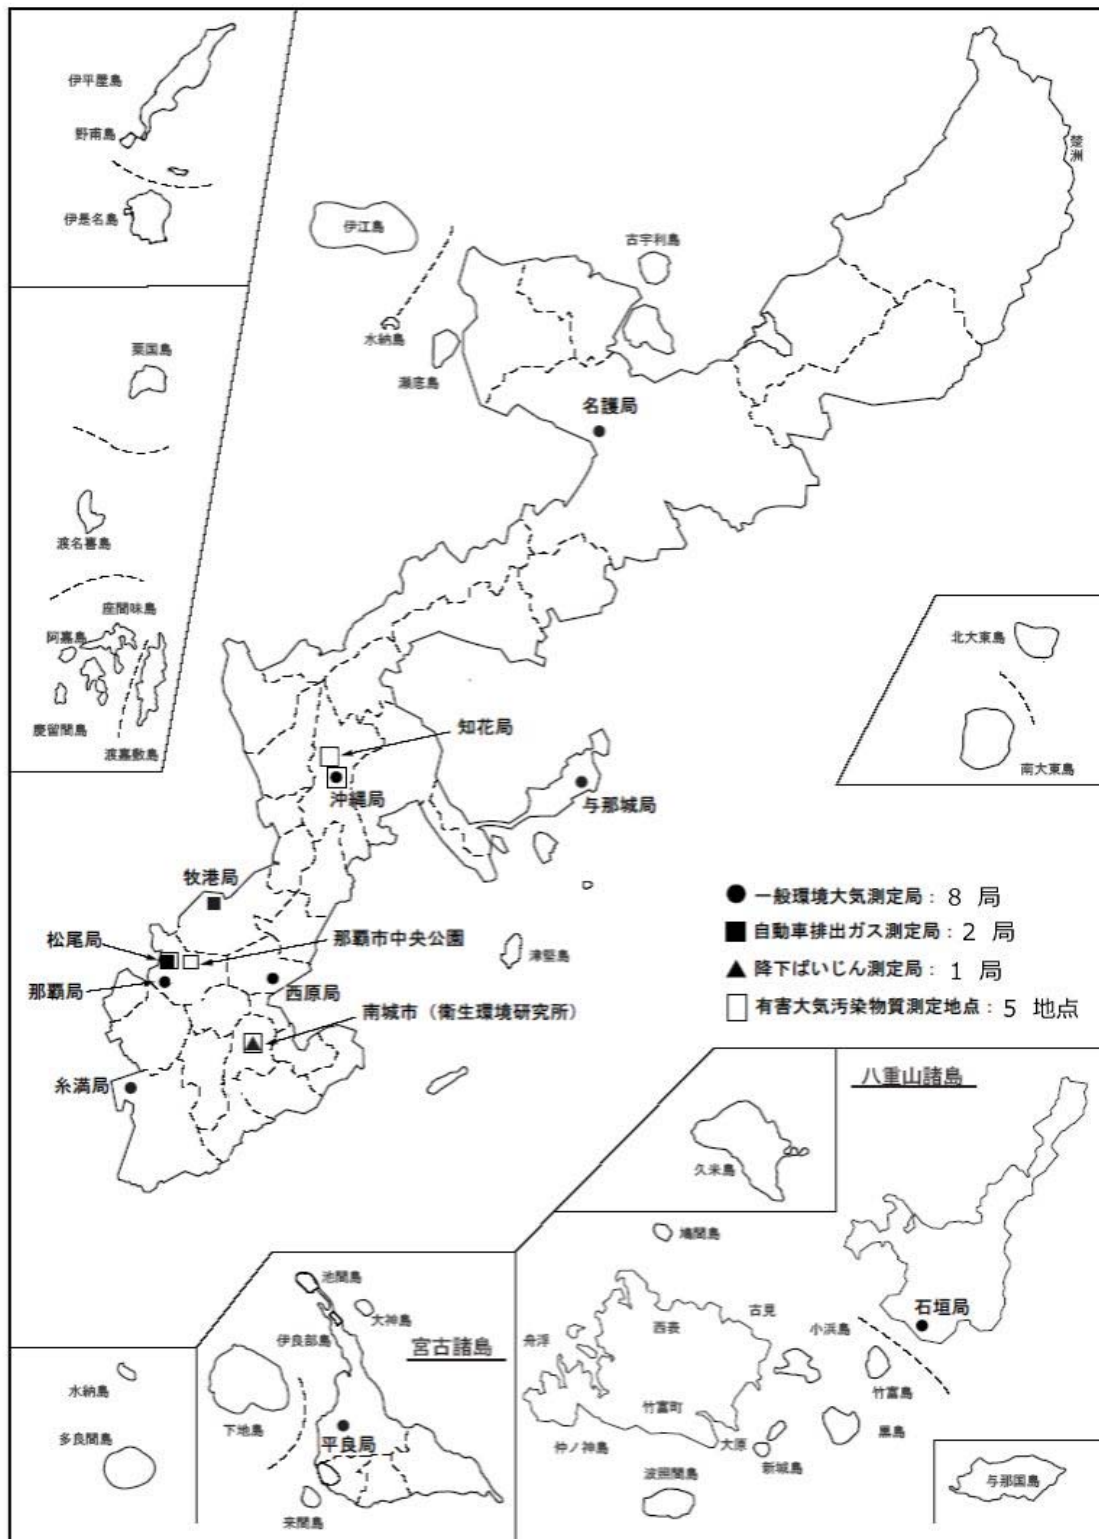 伊平屋島
野甫島
伊是名島
楚洲
伊江島
古宇利島
水納島
瀬底島
名護局
粟国島
渡名喜島
座間味島
阿嘉島
慶留間島
渡嘉敷島
北大東島
南大東島
知花局
沖縄局
与那城局
牧港局
松尾局
那覇市中央公園
那覇局
西原局
津堅島
南城市（衛生環境研究所）
糸満局
一般環境大気測定局： 8 局
自動車排出ガス測定局： 2 局
降下ばいじん測定局： 1 局
有害大気汚染物質測定地点： 5 地点
八重山諸島
久米島
鳩間島
石垣局
古見
西表
小浜島
舟浮
竹富島
竹富町
黒島
大原
仲ノ神島
新城島
波照間島
与那国島
池間島
大神島
伊良部島
宮古諸島
下地島
平良局
来間島
水納島
多良間島